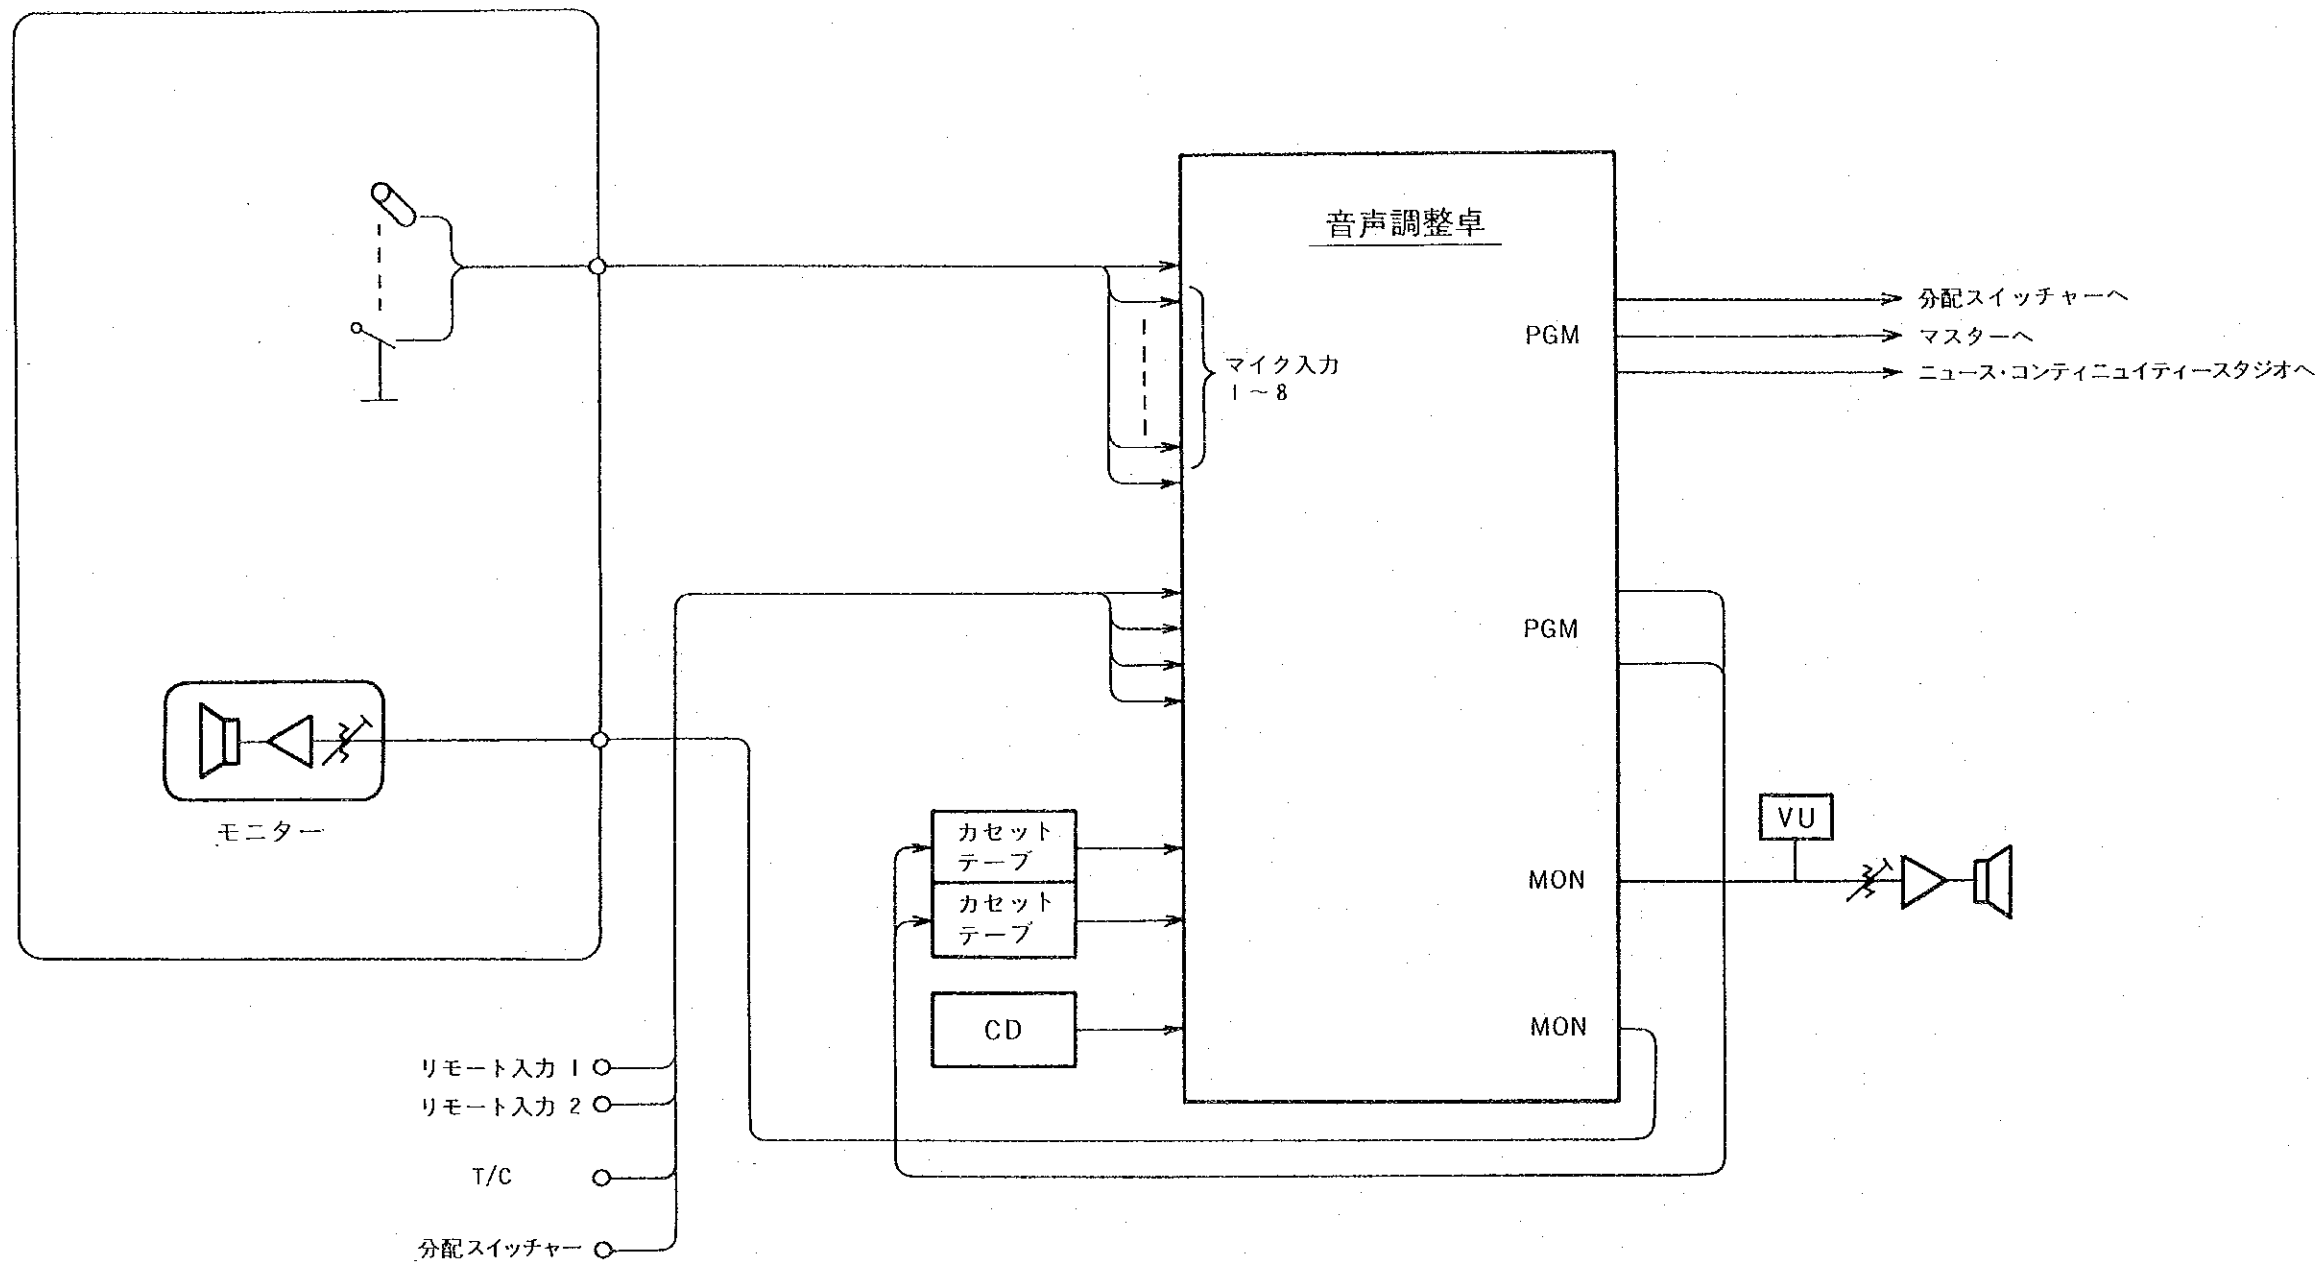 音声調整卓
分配スイッチャーへ
PGM
マスターへ
マイク入力
1～8
ニュース・コンティニュイティースタジオへ
PGM
モニター
カセット
テープ
VU
カセット
テープ
MON
CD
MON
リモート入力 1
リモート入力 2
T/C
分配スイッチャー